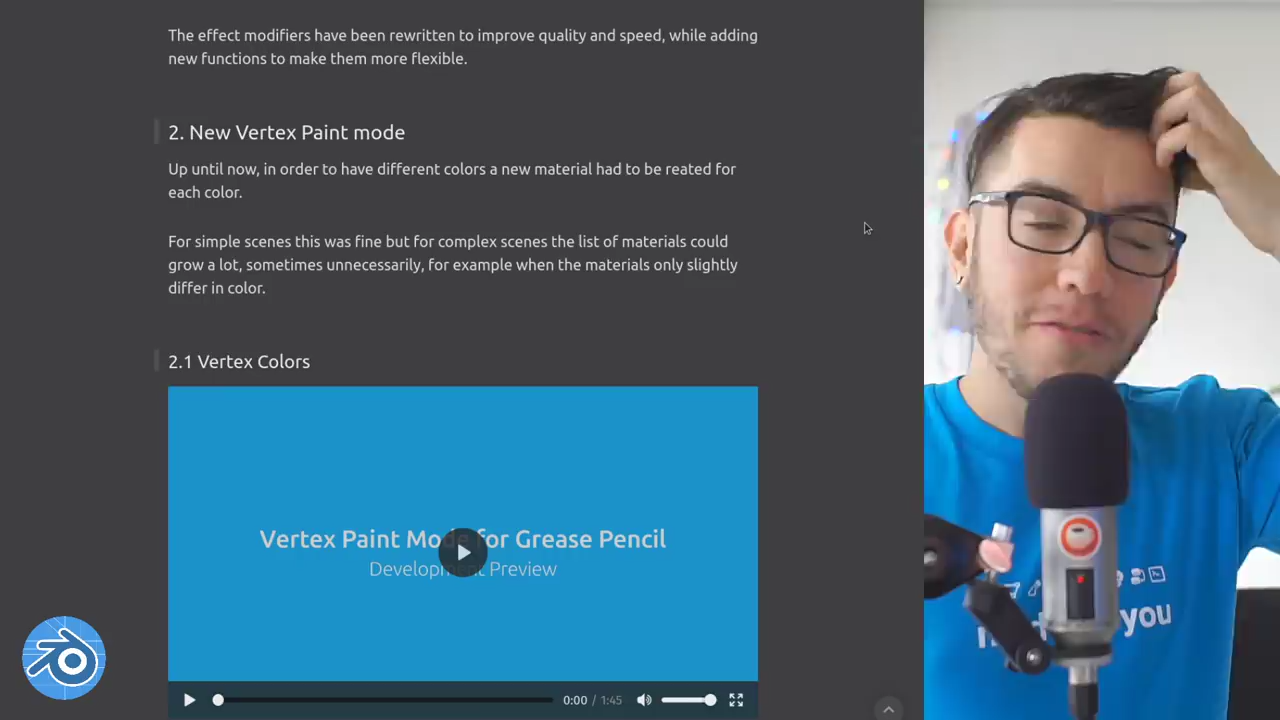 The effect modifiers have been rewritten to improve quality and speed, while adding
new functions to make them more flexible.
2. New Vertex Paint mode
Up until now, in order to have different colors a new material had to be reated for
each color.
For simple scenes this was fine but for complex scenes the list of materials could
grow a lot, sometimes unnecessarily, for example when the materials only slightly
differ in color.
2.1 Vertex Colors
Vertex Paint Mode for Grease Pencil
Development Preview
0:00 / 1:45
you